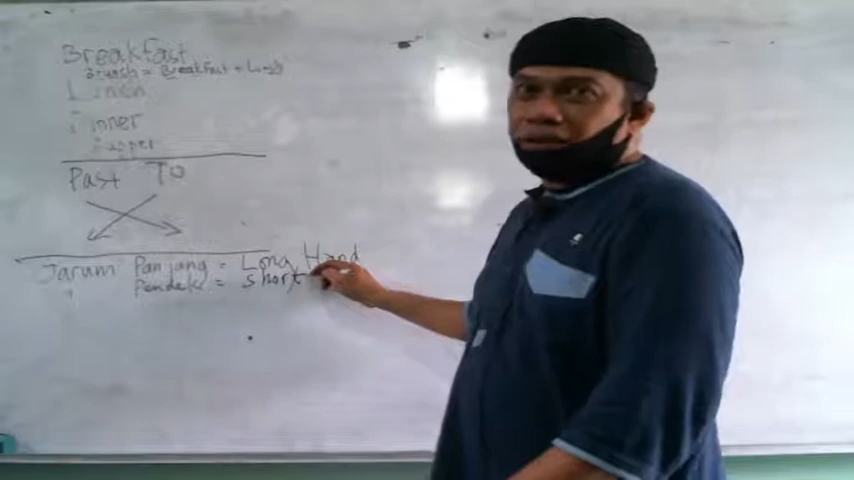 Breakfast
Brunch = Breakfast + Lunch
Lunch
Dinner
Supper
Past To
Jarum Panjang = Long Hand
Pendek = Short